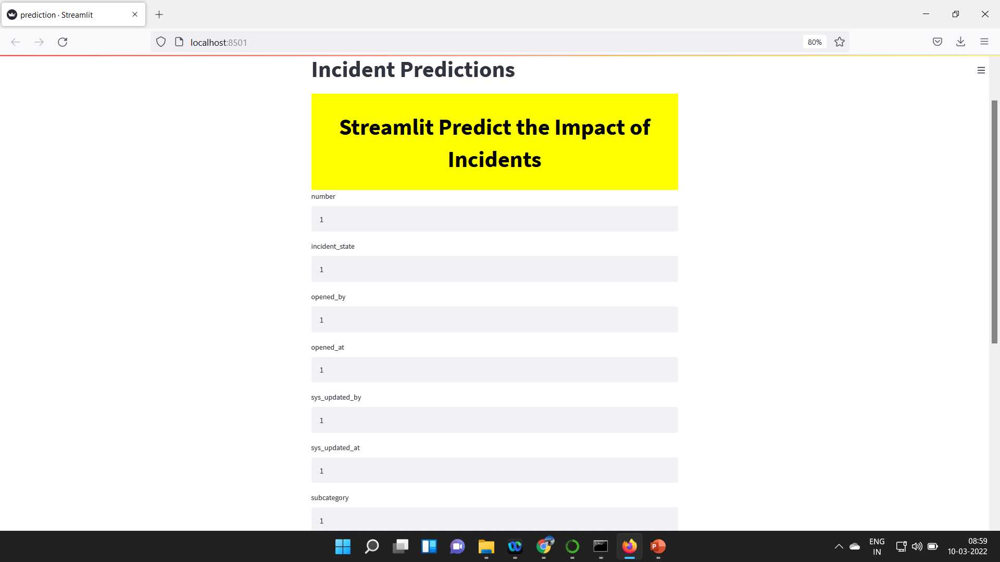 prediction · Streamlit
localhost:8501
80%
Incident Predictions
Streamlit Predict the Impact of
Incidents
number
1
incident_state
1
opened_by
1
opened_at
1
sys_updated_by
1
sys_updated_at
1
subcategory
1
ENG
IN
08:59
10-03-2022